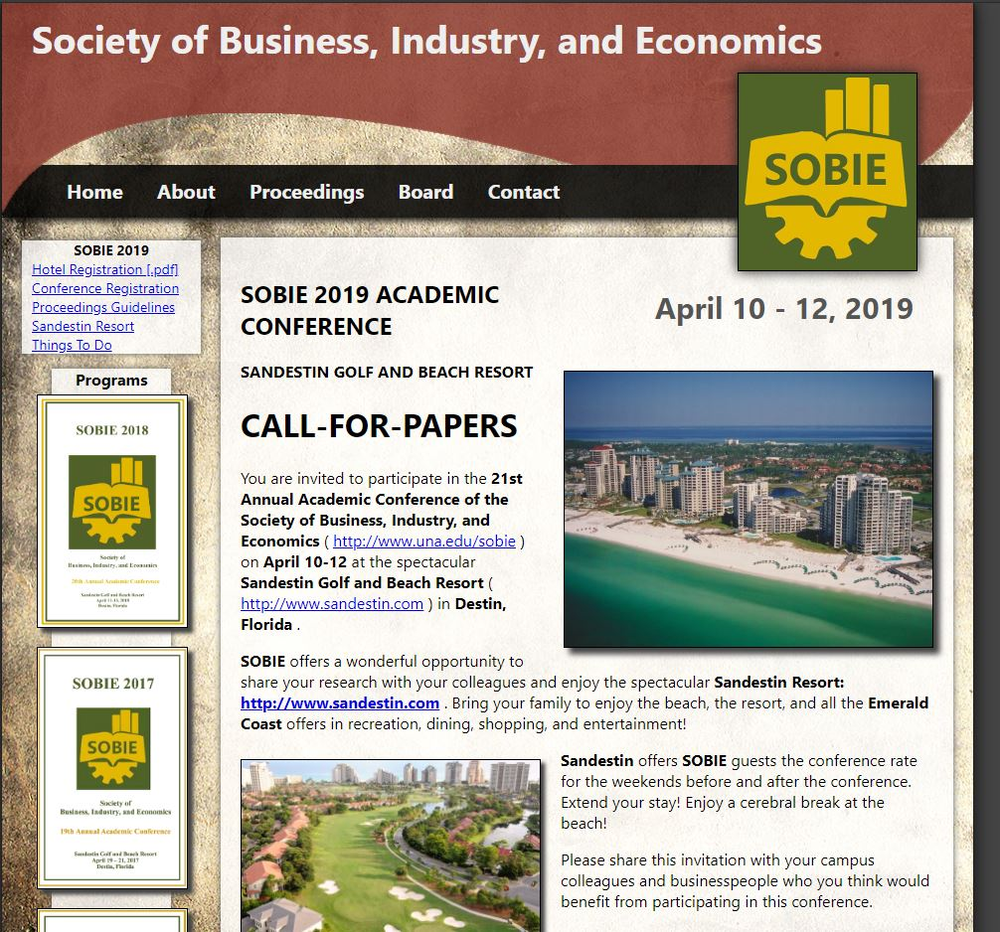 Society of Business, Industry, and Economics
SOBIE
Home About Proceedings Board Contact
SOBIE 2019
Hotel Registration [.pdf]
Conference Registration
Proceedings Guidelines
Sandestin Resort
Things To Do
Programs
SOBIE 2018
SOBIE
Society of
Business, Industry, and Economics
20th Annual Academic Conference
Sandestin Golf and Beach Resort
April 11-13, 2018
Destin, Florida
SOBIE 2017
SOBIE
Society of
Business, Industry, and Economics
19th Annual Academic Conference
Sandestin Golf and Beach Resort
April 19 – 21, 2017
Destin, Florida
SOBIE 2019 ACADEMIC
CONFERENCE
April 10 - 12, 2019
SANDESTIN GOLF AND BEACH RESORT
CALL-FOR-PAPERS
You are invited to participate in the 21st
Annual Academic Conference of the
Society of Business, Industry, and
Economics ( http://www.una.edu/sobie )
on April 10-12 at the spectacular
Sandestin Golf and Beach Resort (
http://www.sandestin.com ) in Destin,
Florida .
SOBIE offers a wonderful opportunity to
share your research with your colleagues and enjoy the spectacular Sandestin Resort:
http://www.sandestin.com . Bring your family to enjoy the beach, the resort, and all the Emerald
Coast offers in recreation, dining, shopping, and entertainment!
Sandestin offers SOBIE guests the conference rate
for the weekends before and after the conference.
Extend your stay! Enjoy a cerebral break at the
beach!
Please share this invitation with your campus
colleagues and businesspeople who you think would
benefit from participating in this conference.